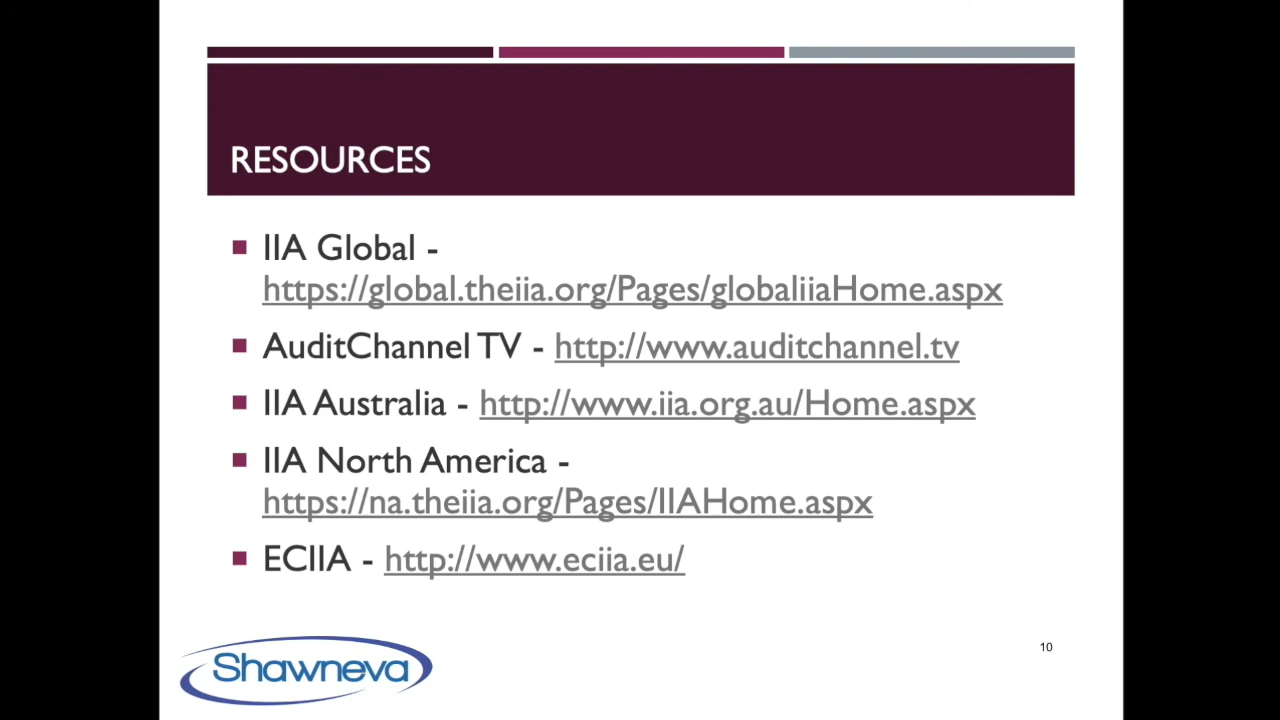 RESOURCES
IIA Global -
https://global.theiia.org/Pages/globaliiaHome.aspx
AuditChannel TV - http://www.auditchannel.tv
IIA Australia - http://www.iia.org.au/Home.aspx
IIA North America -
https://na.theiia.org/Pages/IIAHome.aspx
ECIIA - http://www.eciia.eu/
Shawneva
10